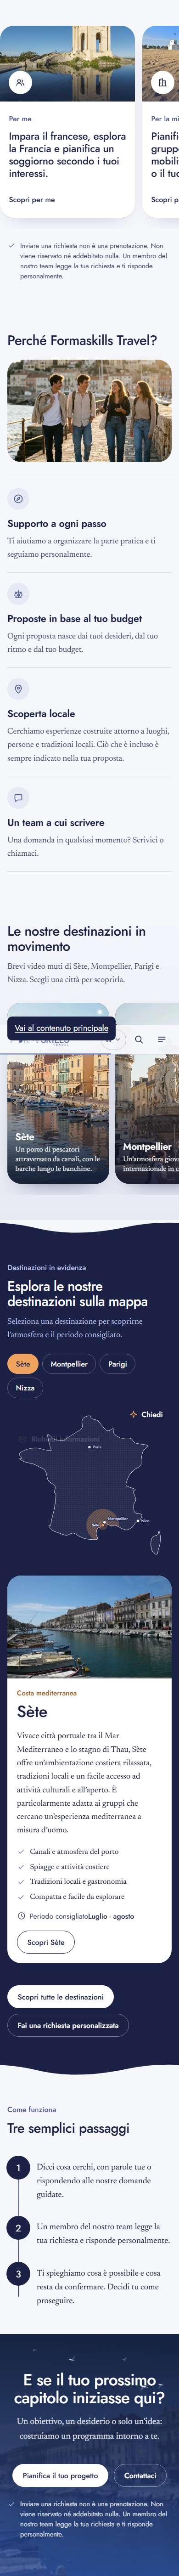 Per me
Impara il francese, esplora
la Francia e pianifica un
soggiorno secondo i tuoi
interessi.
Scopri per me
Per la mi
Pianifi
grupp
mobilit
o il tuo
Scopri p
Inviare una richiesta non è una prenotazione. Non
viene riservato né addebitato nulla. Un membro del
nostro team legge la tua richiesta e ti risponde
personalmente.
Perché Formaskills Travel?
Supporto a ogni passo
Ti aiutiamo a organizzare la parte pratica e ti
seguiamo personalmente.
Proposte in base al tuo budget
Ogni proposta nasce dai tuoi desideri, dal tuo
ritmo e dal tuo budget.
Scoperta locale
Cerchiamo esperienze costruite attorno a luoghi,
persone e tradizioni locali. Ciò che è incluso è
sempre indicato nella tua proposta.
Un team a cui scrivere
Una domanda in qualsiasi momento? Scrivici o
chiamaci.
Le nostre destinazioni in
movimento
Brevi video muti di Sète, Montpellier, Parigi e
Nizza. Scegli una città per scoprirla.
Vai al contenuto principale
Sète
Un porto di pescatori
attraversato da canali, con le
barche lungo le banchine.
Montpellier
Un'atmosfera giova
internazionale in c
Destinazioni in evidenza
Esplora le nostre
destinazioni sulla mappa
Seleziona una destinazione per scoprirne
l'atmosfera e il periodo consigliato.
Sète
Montpellier
Parigi
Nizza
Chiedi
Paris
Montpellier
Sète
Nice
Costa mediterranea
Sète
Vivace città portuale tra il Mar
Mediterraneo e lo stagno di Thau, Sète
offre un'ambientazione costiera rilassata,
tradizioni locali e un facile accesso ad
attività culturali e all'aperto. È
particolarmente adatta ai gruppi che
cercano un'esperienza mediterranea a
misura d'uomo.
Canali e atmosfera del porto
Spiagge e attività costiere
Tradizioni locali e gastronomia
Compatta e facile da esplorare
Periodo consigliatoLuglio - agosto
Scopri Sète
Scopri tutte le destinazioni
Fai una richiesta personalizzata
Come funziona
Tre semplici passaggi
1
Dicci cosa cerchi, con parole tue o
rispondendo alle nostre domande
guidate.
2
Un membro del nostro team legge la
tua richiesta e risponde personalmente.
3
Ti spieghiamo cosa è possibile e cosa
resta da confermare. Decidi tu come
proseguire.
E se il tuo prossimo
capitolo iniziasse qui?
Un obiettivo, un desiderio o solo un'idea:
costruiamo un programma intorno a te.
Pianifica il tuo progetto
Contattaci
Inviare una richiesta non è una prenotazione. Non
viene riservato né addebitato nulla. Un membro del
nostro team legge la tua richiesta e ti risponde
personalmente.